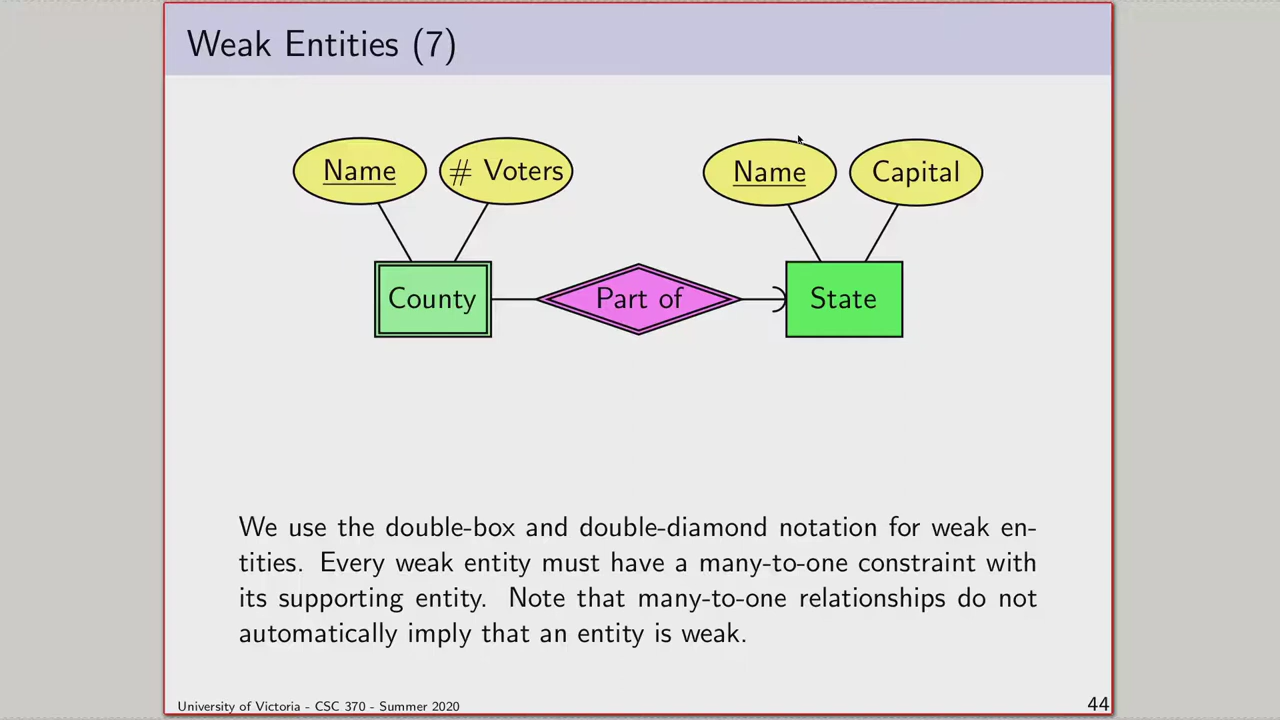 Weak Entities (7)
Name # Voters Name Capital
County Part of State
We use the double-box and double-diamond notation for weak en-
tities. Every weak entity must have a many-to-one constraint with
its supporting entity. Note that many-to-one relationships do not
automatically imply that an entity is weak.
University of Victoria - CSC 370 - Summer 2020 44